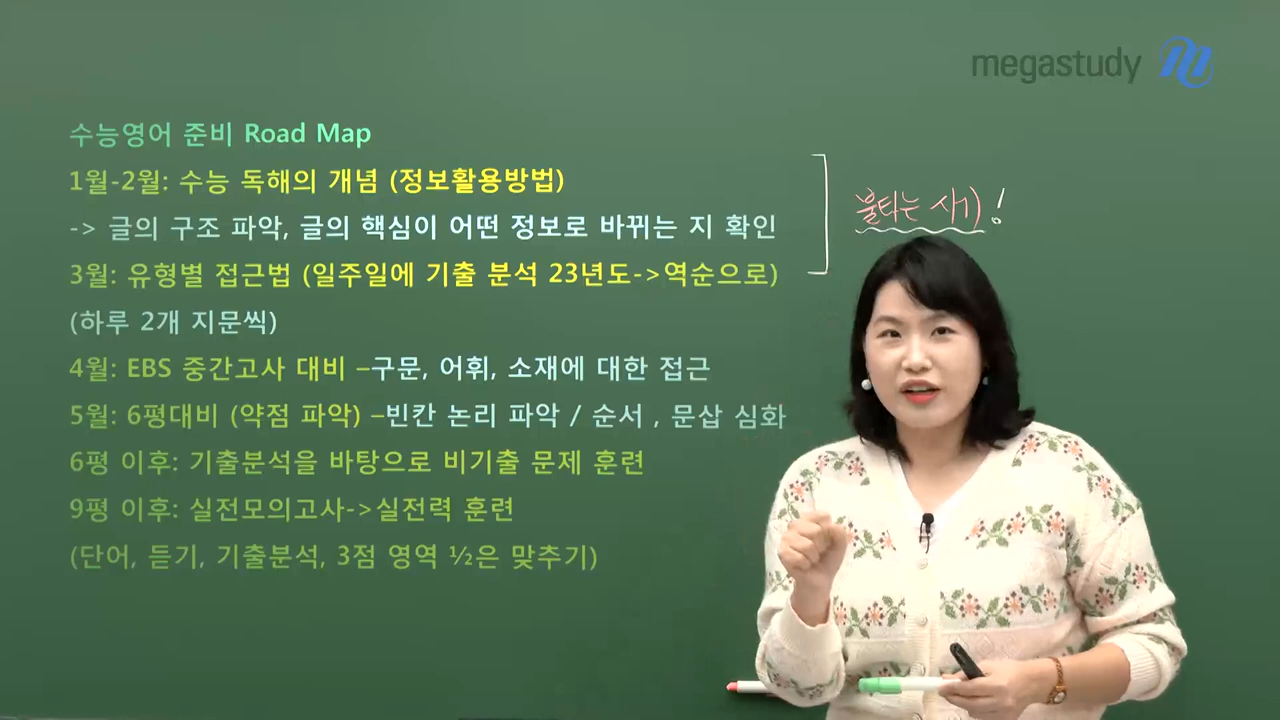 megastudy
수능영어 준비 Road Map
1월-2월: 수능 독해의 개념 (정보활용방법)
-> 글의 구조 파악, 글의 핵심이 어떤 정보로 바뀌는 지 확인
3월: 유형별 접근법 (일주일에 기출 분석 23년도->역순으로)
(하루 2개 지문씩)
4월: EBS 중간고사 대비 –구문, 어휘, 소재에 대한 접근
5월: 6평대비 (약점 파악) –빈칸 논리 파악 / 순서 , 문삽 심화
6평 이후: 기출분석을 바탕으로 비기출 문제 훈련
9평 이후: 실전모의고사->실전력 훈련
(단어, 듣기, 기출분석, 3점 영역 ½은 맞추기)
불타는 시기!